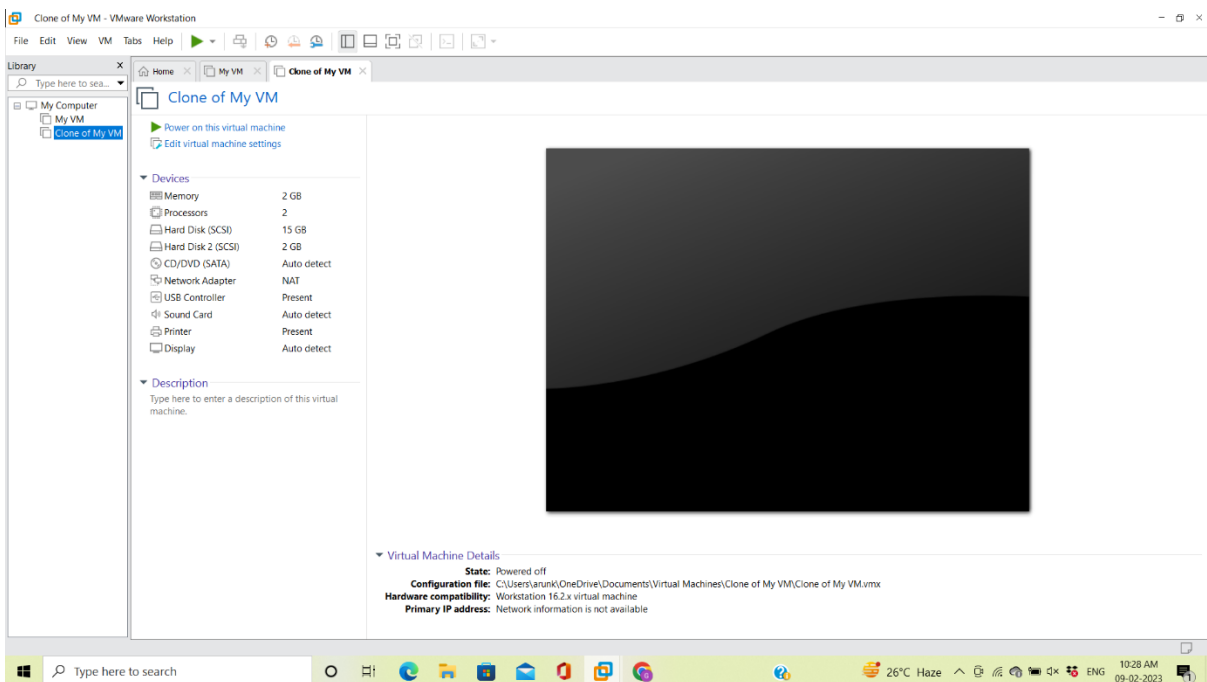 Clone of My VM - VMware Workstation
File Edit View VM Tabs Help
Library X
Type here to sea...
Home
My VM
Clone of My VM
My Computer
My VM
Clone of My VM
Clone of My VM
Power on this virtual machine
Edit virtual machine settings
Devices
Memory 2 GB
Processors 2
Hard Disk (SCSI) 15 GB
Hard Disk 2 (SCSI) 2 GB
CD/DVD (SATA) Auto detect
Network Adapter NAT
USB Controller Present
Sound Card Auto detect
Printer Present
Display Auto detect
Description
Type here to enter a description of this virtual
machine.
Virtual Machine Details
State: Powered off
Configuration file: C:\Users\arunk\OneDrive\Documents\Virtual Machines\Clone of My VM\Clone of My VM.vmx
Hardware compatibility: Workstation 16.2.x virtual machine
Primary IP address: Network information is not available
Type here to search
26°C Haze
ENG
10:28 AM
09-02-2023